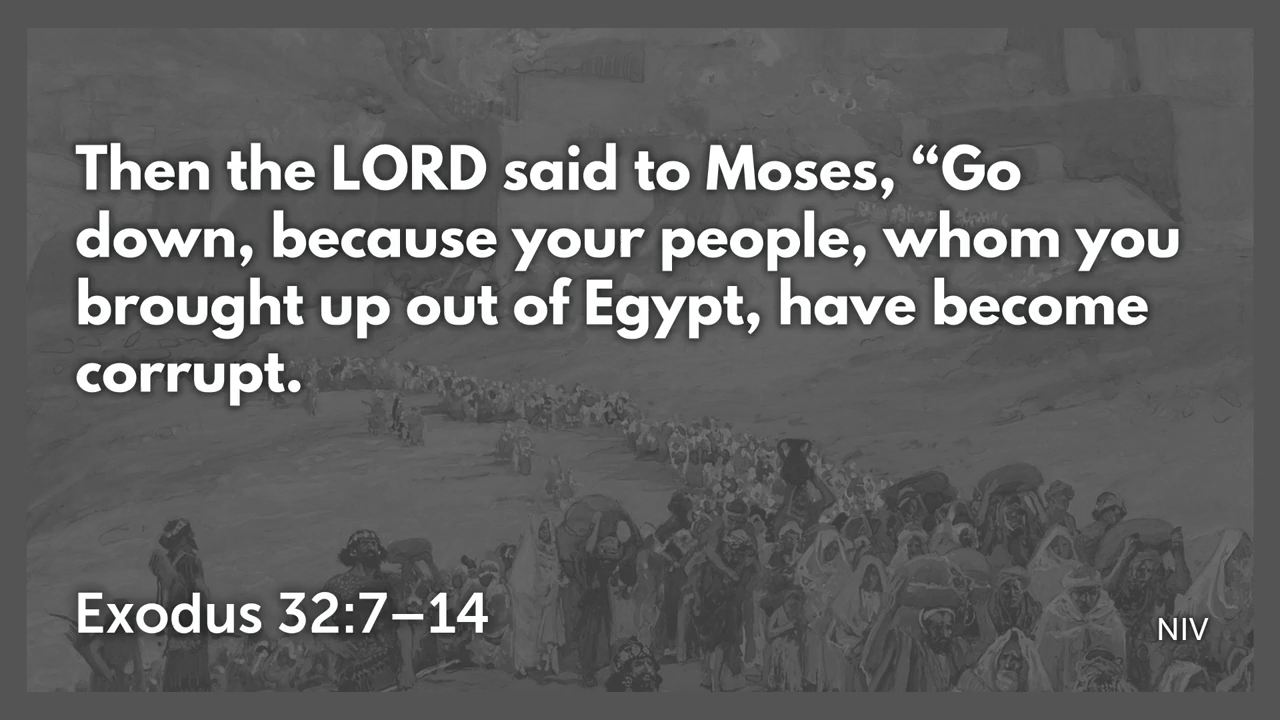 Then the LORD said to Moses, “Go
down, because your people, whom you
brought up out of Egypt, have become
corrupt.
Exodus 32:7–14
NIV